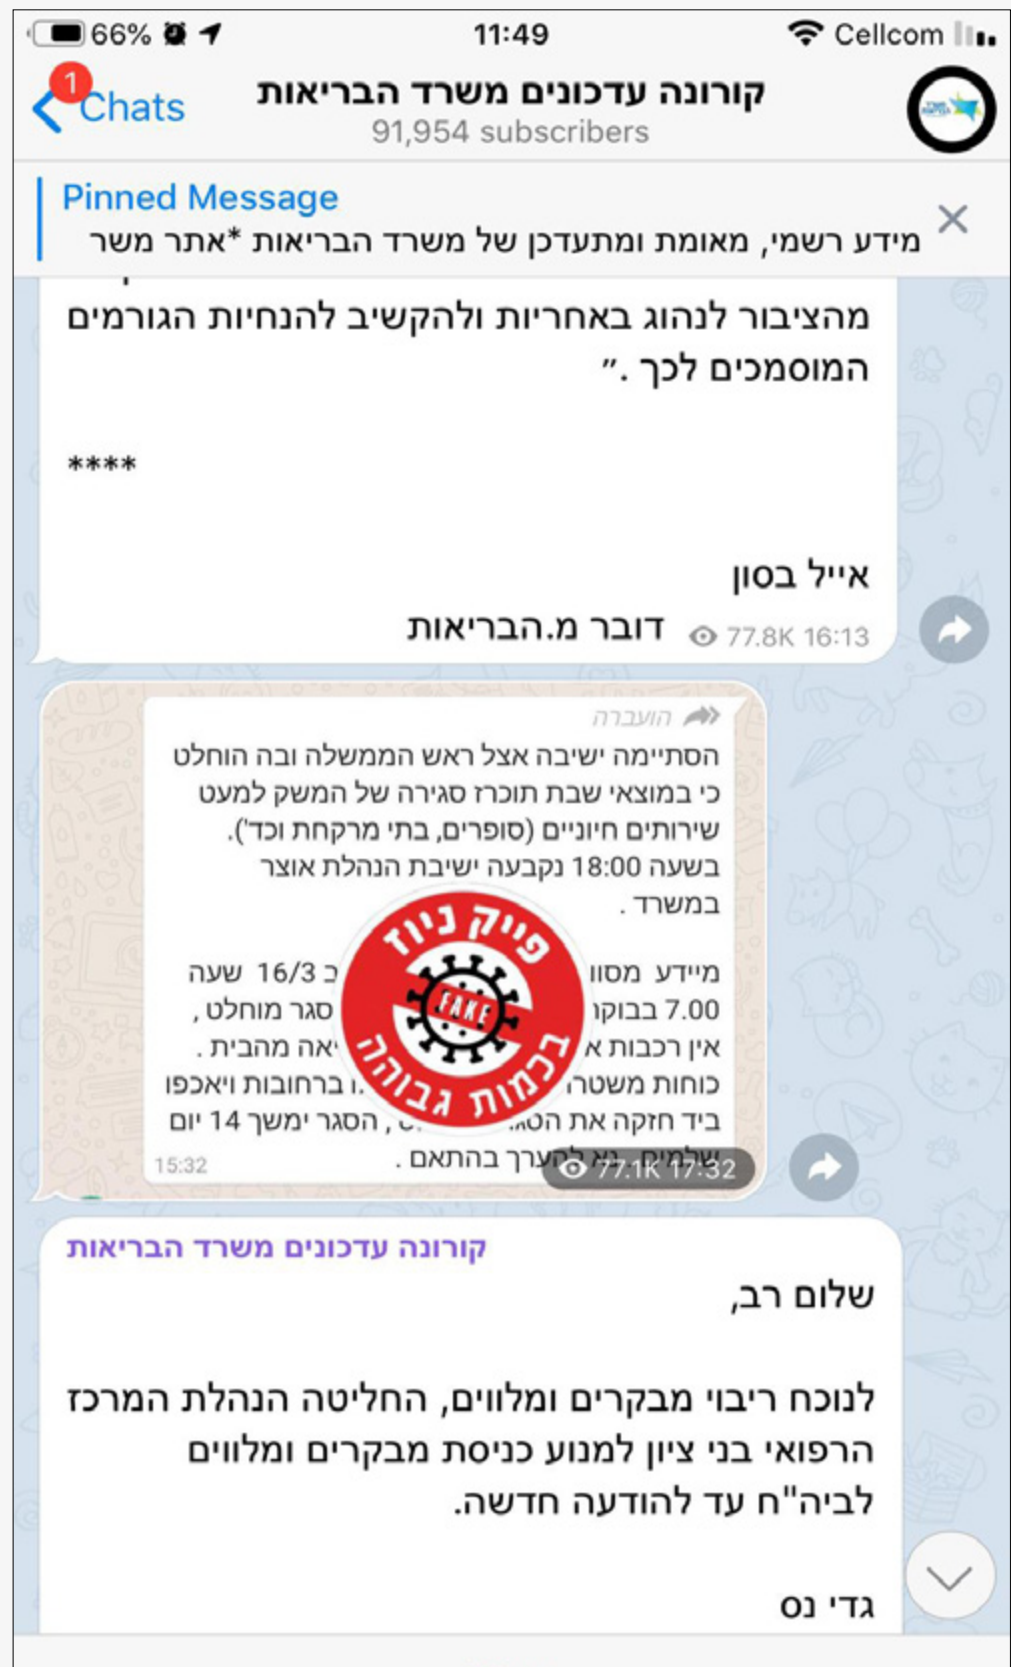 66%
11:49
Cellcom
1
Chats
קורונה עדכונים משרד הבריאות
91,954 subscribers
Pinned Message
מידע רשמי, מאומת ומתעדכן של משרד הבריאות *אתר משר
מהציבור לנהוג באחריות ולהקשיב להנחיות הגורמים
המוסמכים לכך .״
****
אייל בסון
דובר מ.הבריאות
77.8K 16:13
הועברה
הסתיימה ישיבה אצל ראש הממשלה ובה הוחלט
כי במוצאי שבת תוכרז סגירה של המשק למעט
שירותים חיוניים (סופרים, בתי מרקחת וכד').
בשעה 18:00 נקבעה ישיבת הנהלת אוצר
במשרד .
מיידע מסוו כ 16/3 שעה
7.00 בבוקר סגר מוחלט ,
אין רכבות א יאה מהבית .
כוחות משטרה ברחובות ויאכפו
ביד חזקה את הסגר , הסגר ימשך 14 יום
שלמים נא להערך בהתאם .
15:32
פייק ניוז
FAKE
בכמות גבוהה
77.1K 17:32
קורונה עדכונים משרד הבריאות
שלום רב,
לנוכח ריבוי מבקרים ומלווים, החליטה הנהלת המרכז
הרפואי בני ציון למנוע כניסת מבקרים ומלווים
לביה"ח עד להודעה חדשה.
גדי נס